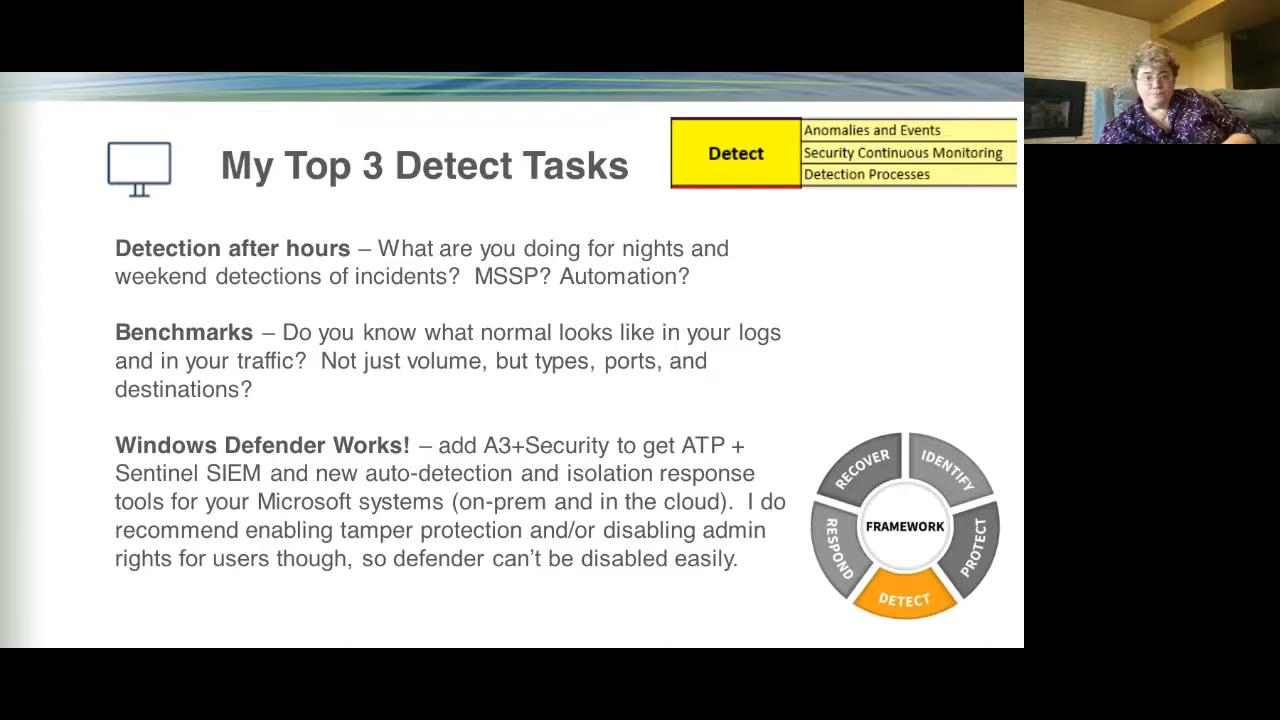 My Top 3 Detect Tasks
Detect
Anomalies and Events
Security Continuous Monitoring
Detection Processes
Detection after hours – What are you doing for nights and
weekend detections of incidents?  MSSP? Automation?
Benchmarks – Do you know what normal looks like in your logs
and in your traffic?  Not just volume, but types, ports, and
destinations?
Windows Defender Works! – add A3+Security to get ATP +
Sentinel SIEM and new auto-detection and isolation response
tools for your Microsoft systems (on-prem and in the cloud).  I do
recommend enabling tamper protection and/or disabling admin
rights for users though, so defender can't be disabled easily.
RECOVER
IDENTIFY
FRAMEWORK
RESPOND
PROTECT
DETECT